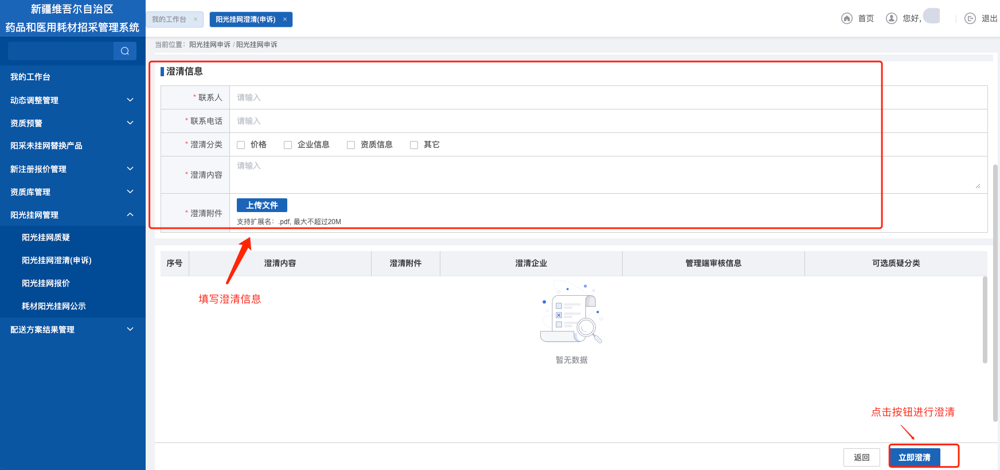 新疆维吾尔自治区
药品和医用耗材招采管理系统
我的工作台 ×
阳光挂网澄清(申诉) ×
首页
您好,
退出
当前位置: 阳光挂网申诉 / 阳光挂网申诉
我的工作台
动态调整管理
资质预警
阳采未挂网替换产品
新注册报价管理
资质库管理
阳光挂网管理
阳光挂网质疑
阳光挂网澄清(申诉)
阳光挂网报价
耗材阳光挂网公示
配送方案结果管理
澄清信息
* 联系人 请输入
* 联系电话 请输入
* 澄清分类 价格 企业信息 资质信息 其它
* 澄清内容 请输入
* 澄清附件 上传文件
支持扩展名: .pdf, 最大不超过20M
填写澄清信息
序号 澄清内容 澄清附件 澄清企业 管理端审核信息 可选质疑分类
暂无数据
点击按钮进行澄清
返回 立即澄清